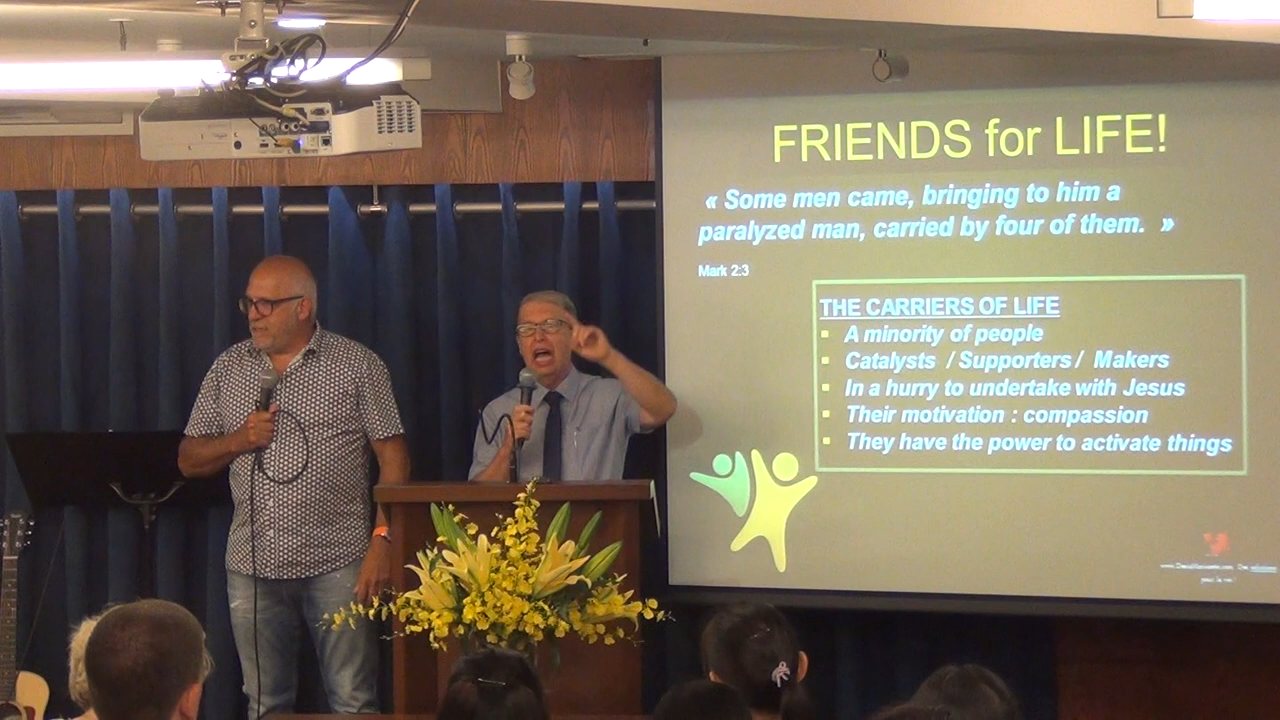 FRIENDS for LIFE!
« Some men came, bringing to him a
paralyzed man, carried by four of them. »
Mark 2:3
THE CARRIERS OF LIFE
A minority of people
Catalysts / Supporters / Makers
In a hurry to undertake with Jesus
Their motivation : compassion
They have the power to activate things